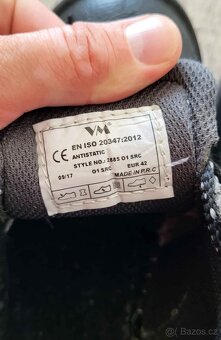 VM
EN ISO 20347:2012
CE ANTISTATIC
STYLE NO.: 2885 O1 SRC
09/17 O1 SRC EUR 42
MADE IN P.R.C
Bazos.cz